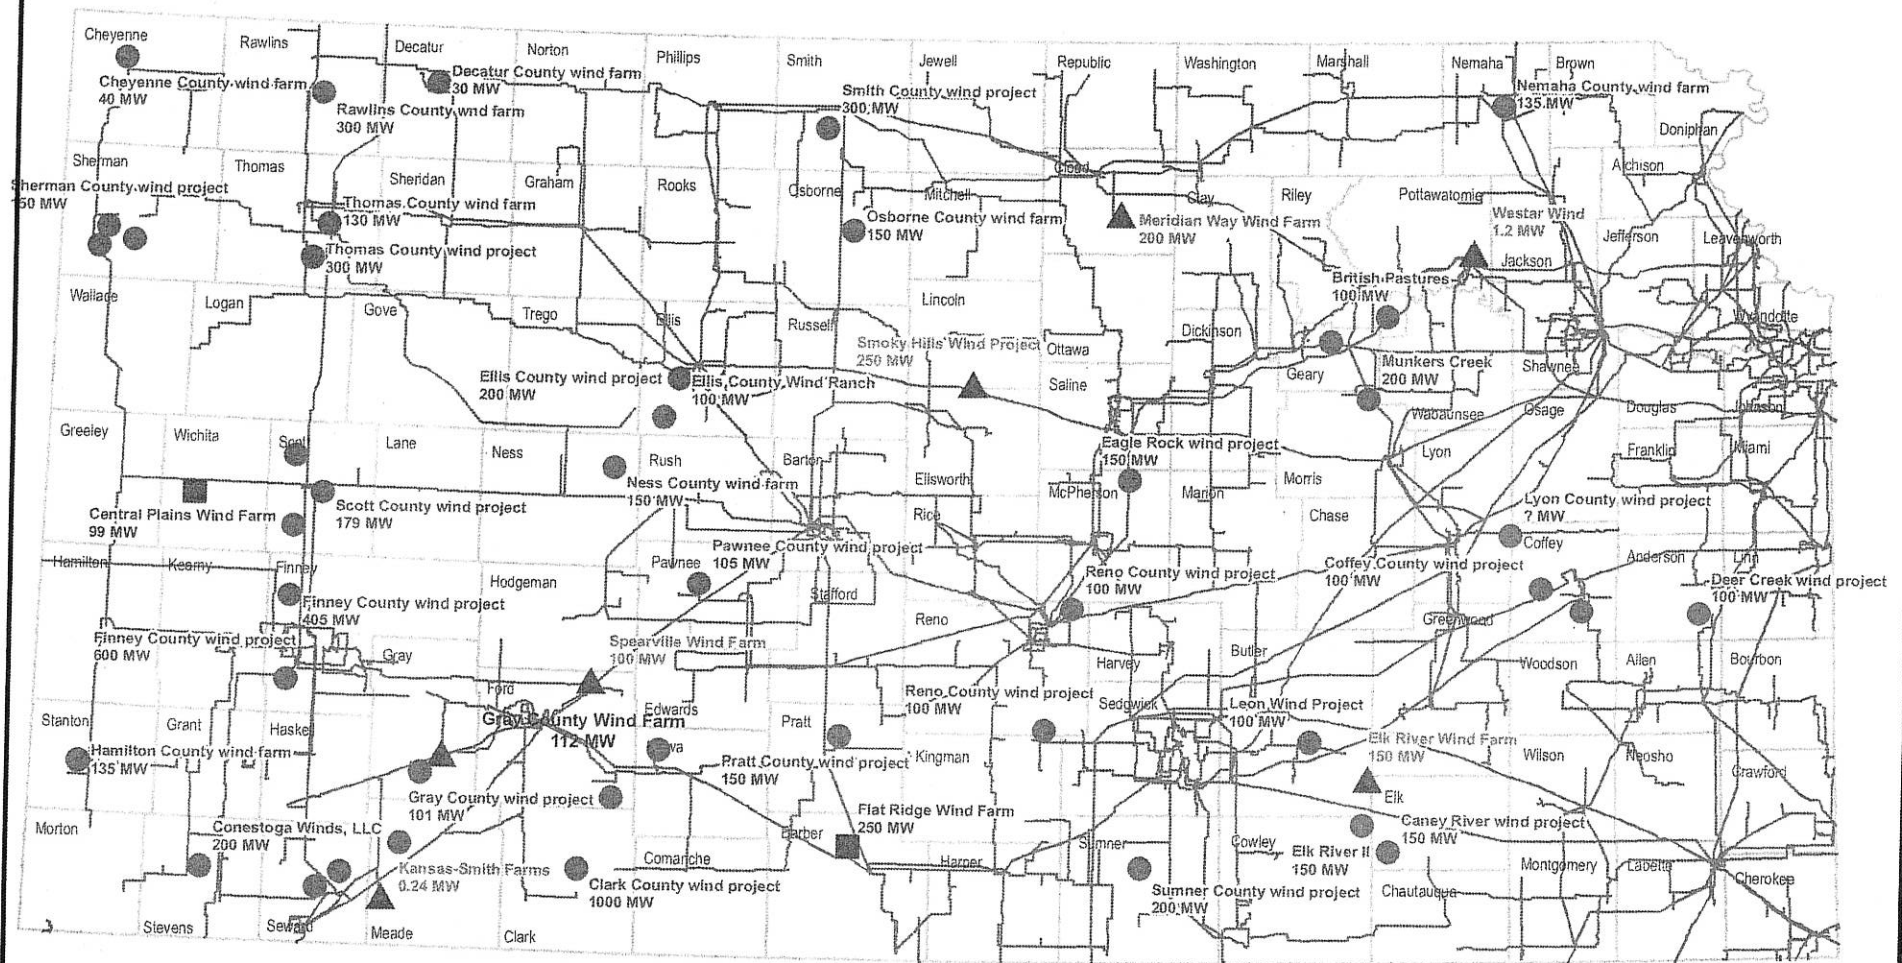 Cheyenne
Rawlins
Decatur
Norton
Phillips
Smith
Jewell
Republic
Washington
Marshall
Nemaha
Brown
Cheyenne County wind farm
40 MW
Decatur County wind farm
30 MW
Rawlins County wnd farm
300 MW
Smith County wind project
300 MW
Nemaha County wind farm
135 MW
Doniphan
Sherman
Thomas
Sheridan
Graham
Rooks
Osborne
Mitchell
Cloud
Clay
Riley
Pottawatomie
Atchison
Sherman County wind project
150 MW
Thomas County wind farm
130 MW
Osborne County wind farm
150 MW
Meridian Way Wind Farm
200 MW
Westar Wind
1.2 MW
Jefferson
Leavenworth
Thomas County wind project
300 MW
Jackson
British Pastures
100 MW
Wallace
Logan
Gove
Trego
Ellis
Russell
Lincoln
Ottawa
Dickinson
Wyandotte
Smoky Hills Wind Project
250 MW
Saline
Geary
Munkers Creek
200 MW
Shawnee
Ellis County wind project
200 MW
Ellis County Wind Ranch
100 MW
Wabaunsee
Osage
Douglas
Johnson
Greeley
Wichita
Scott
Lane
Ness
Rush
Barton
Ellsworth
Eagle Rock wind project
150 MW
McPherson
Marion
Morris
Lyon
Franklin
Miami
Ness County wind farm
150 MW
Central Plains Wind Farm
99 MW
Scott County wind project
179 MW
Rice
Chase
Lyon County wind project
? MW
Coffey
Hamilton
Kearny
Finney
Hodgeman
Pawnee
Pawnee County wind project
105 MW
Stafford
Reno County wind project
100 MW
Coffey County wind project
100 MW
Anderson
Linn
Deer Creek wind project
100 MW
Finney County wind project
405 MW
Finney County wind project
600 MW
Gray
Spearville Wind Farm
100 MW
Reno
Harvey
Butler
Greenwood
Woodson
Allen
Bourbon
Stanton
Grant
Haskell
Ford
Edwards
Gray County Wind Farm
112 MW
Pratt
Reno County wind project
100 MW
Sedgwick
Leon Wind Project
100 MW
Hamilton County wind farm
135 MW
Pratt County wind project
150 MW
Kingman
Elk River Wind Farm
150 MW
Wilson
Neosho
Crawford
Gray County wind project
101 MW
Flat Ridge Wind Farm
250 MW
Elk
Caney River wind project
150 MW
Morton
Conestoga Winds, LLC
200 MW
Barber
Comanche
Harper
Sumner
Cowley
Elk River II
150 MW
Montgomery
Labette
Cherokee
Kansas-Smith Farms
0.24 MW
Clark County wind project
1000 MW
Sumner County wind project
200 MW
Chautauqua
Stevens
Seward
Meade
Clark
3